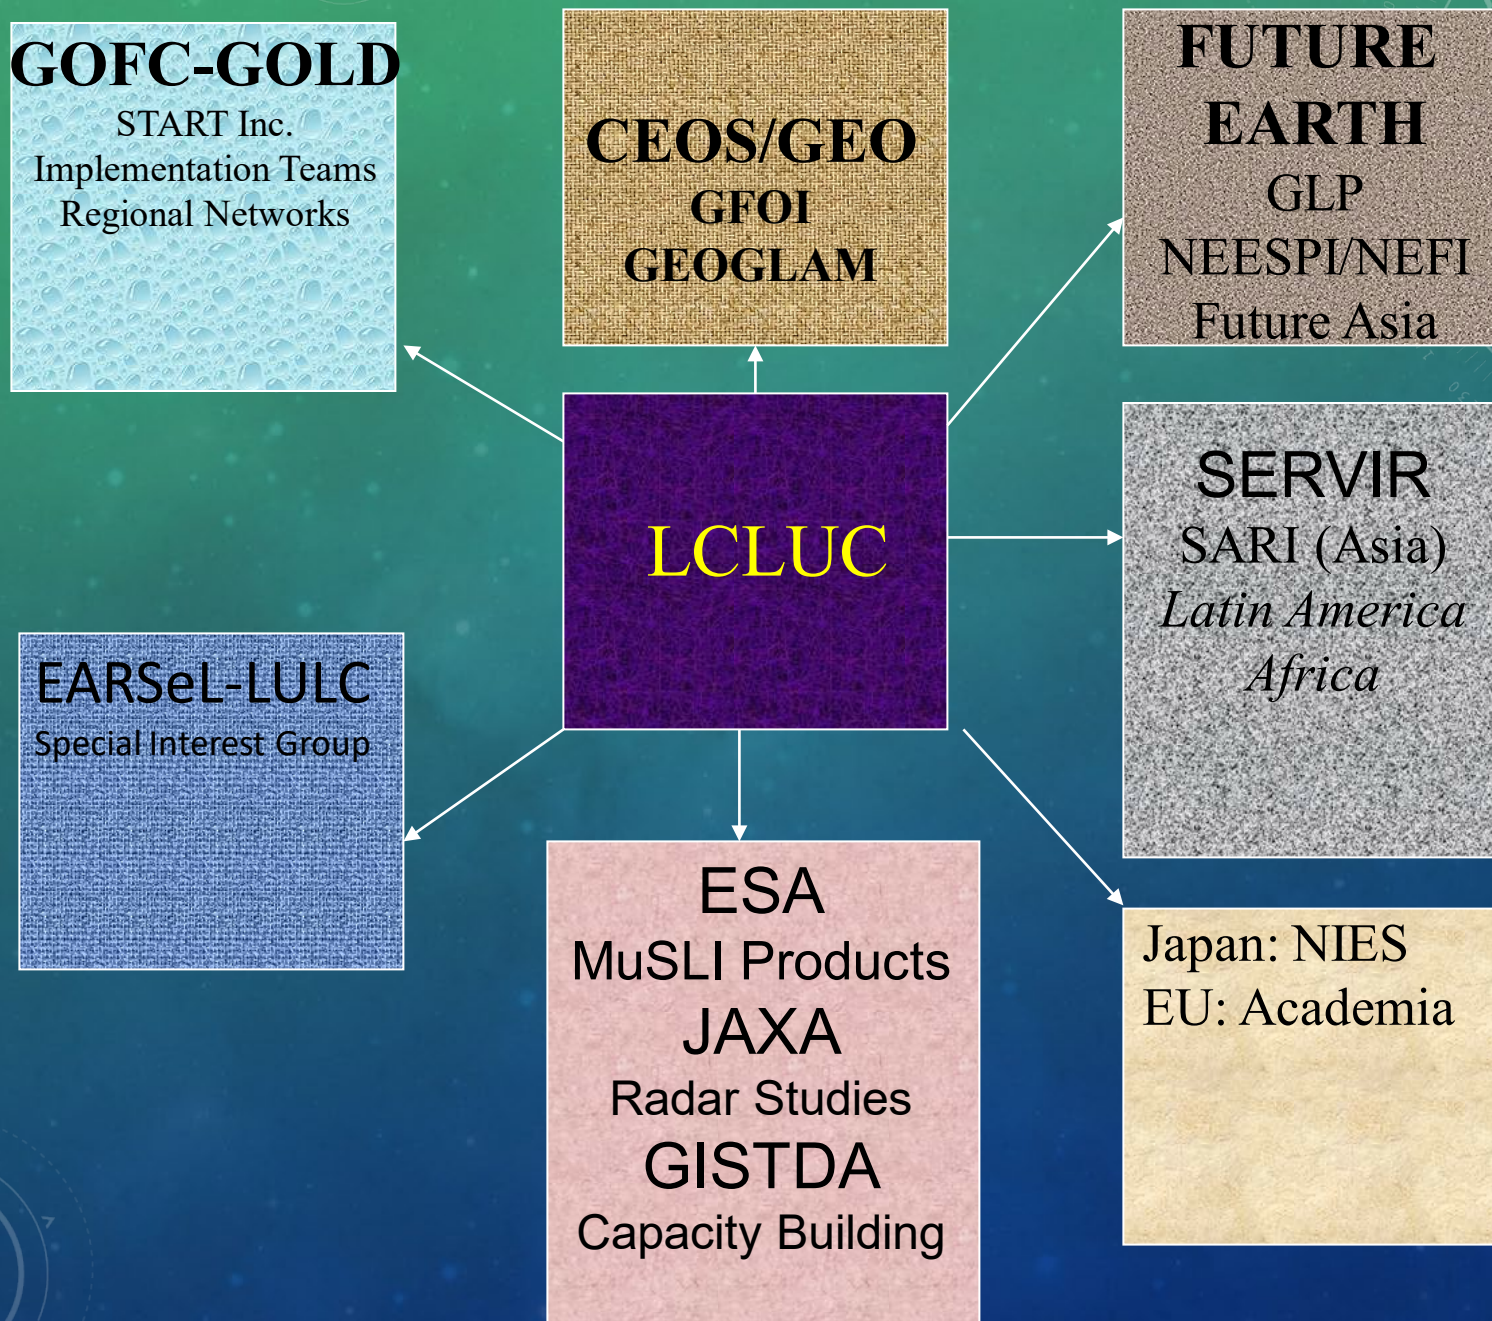 GOFC-GOLD
START Inc.
Implementation Teams
Regional Networks
CEOS/GEO
GFOI
GEOGLAM
FUTURE
EARTH
GLP
NEESPI/NEFI
Future Asia
LCLUC
SERVIR
SARI (Asia)
Latin America
Africa
EARSeL-LULC
Special Interest Group
ESA
MuSLI Products
JAXA
Radar Studies
GISTDA
Capacity Building
Japan: NIES
EU: Academia